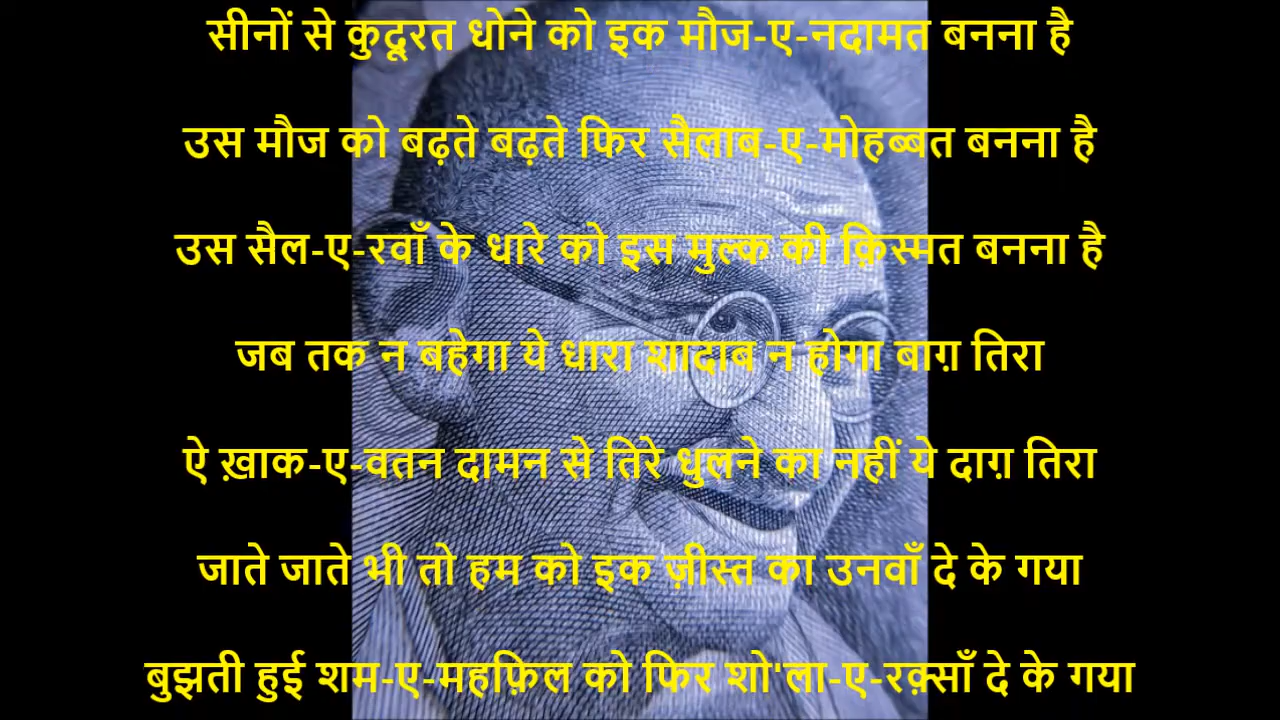 सीनों से कुदूरत धोने को इक मौज-ए-नदामत बनना है
उस मौज को बढ़ते बढ़ते फिर सैलाब-ए-मोहब्बत बनना है
उस सैल-ए-रवाँ के धारे को इस मुल्क की क़िस्मत बनना है
जब तक न बहेगा ये धारा शादाब न होगा बाग़ तिरा
ऐ ख़ाक-ए-वतन दामन से तिरे धुलने का नहीं ये दाग़ तिरा
जाते जाते भी तो हम को इक ज़ीस्त का उनवाँ दे के गया
बुझती हुई शम-ए-महफ़िल को फिर शो'ला-ए-रक़्साँ दे के गया